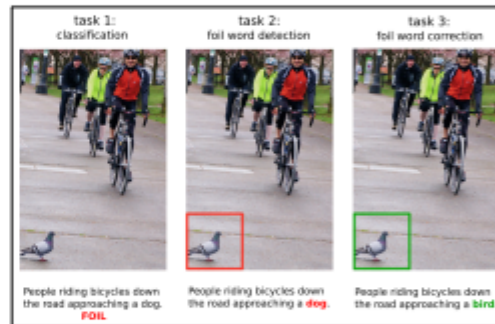 task 1:
classification
task 2:
foil word detection
task 3:
foil word correction
People riding bicycles down
the road approaching a dog.
FOIL
People riding bicycles down
the road approaching a dog.
People riding bicycles down
the road approaching a bird